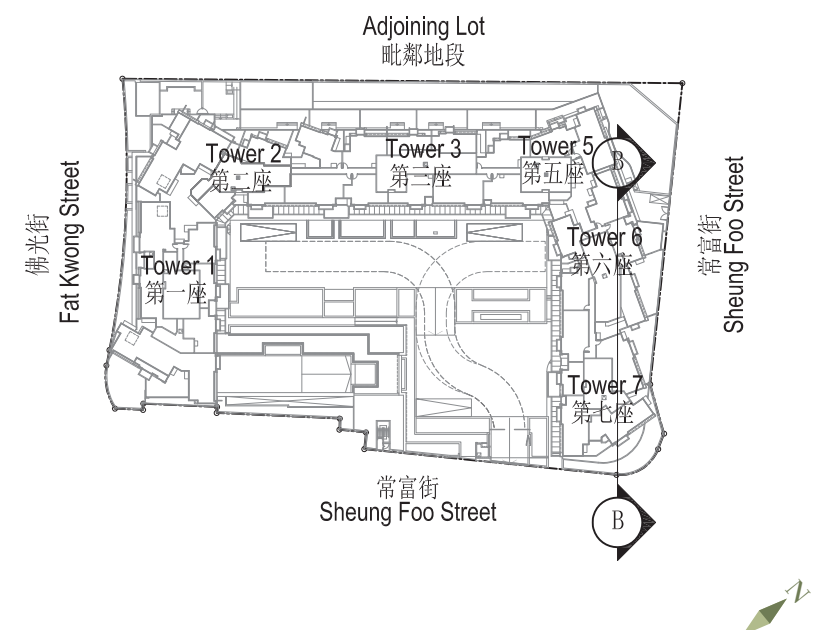 Adjoining Lot
毗鄰地段
Tower 2
第二座
Tower 3
第三座
Tower 5
第五座
B
佛光街
Fat Kwong Street
常富街
Sheung Foo Street
Tower 6
第六座
Tower 1
第一座
Tower 7
第七座
常富街
Sheung Foo Street
B
N